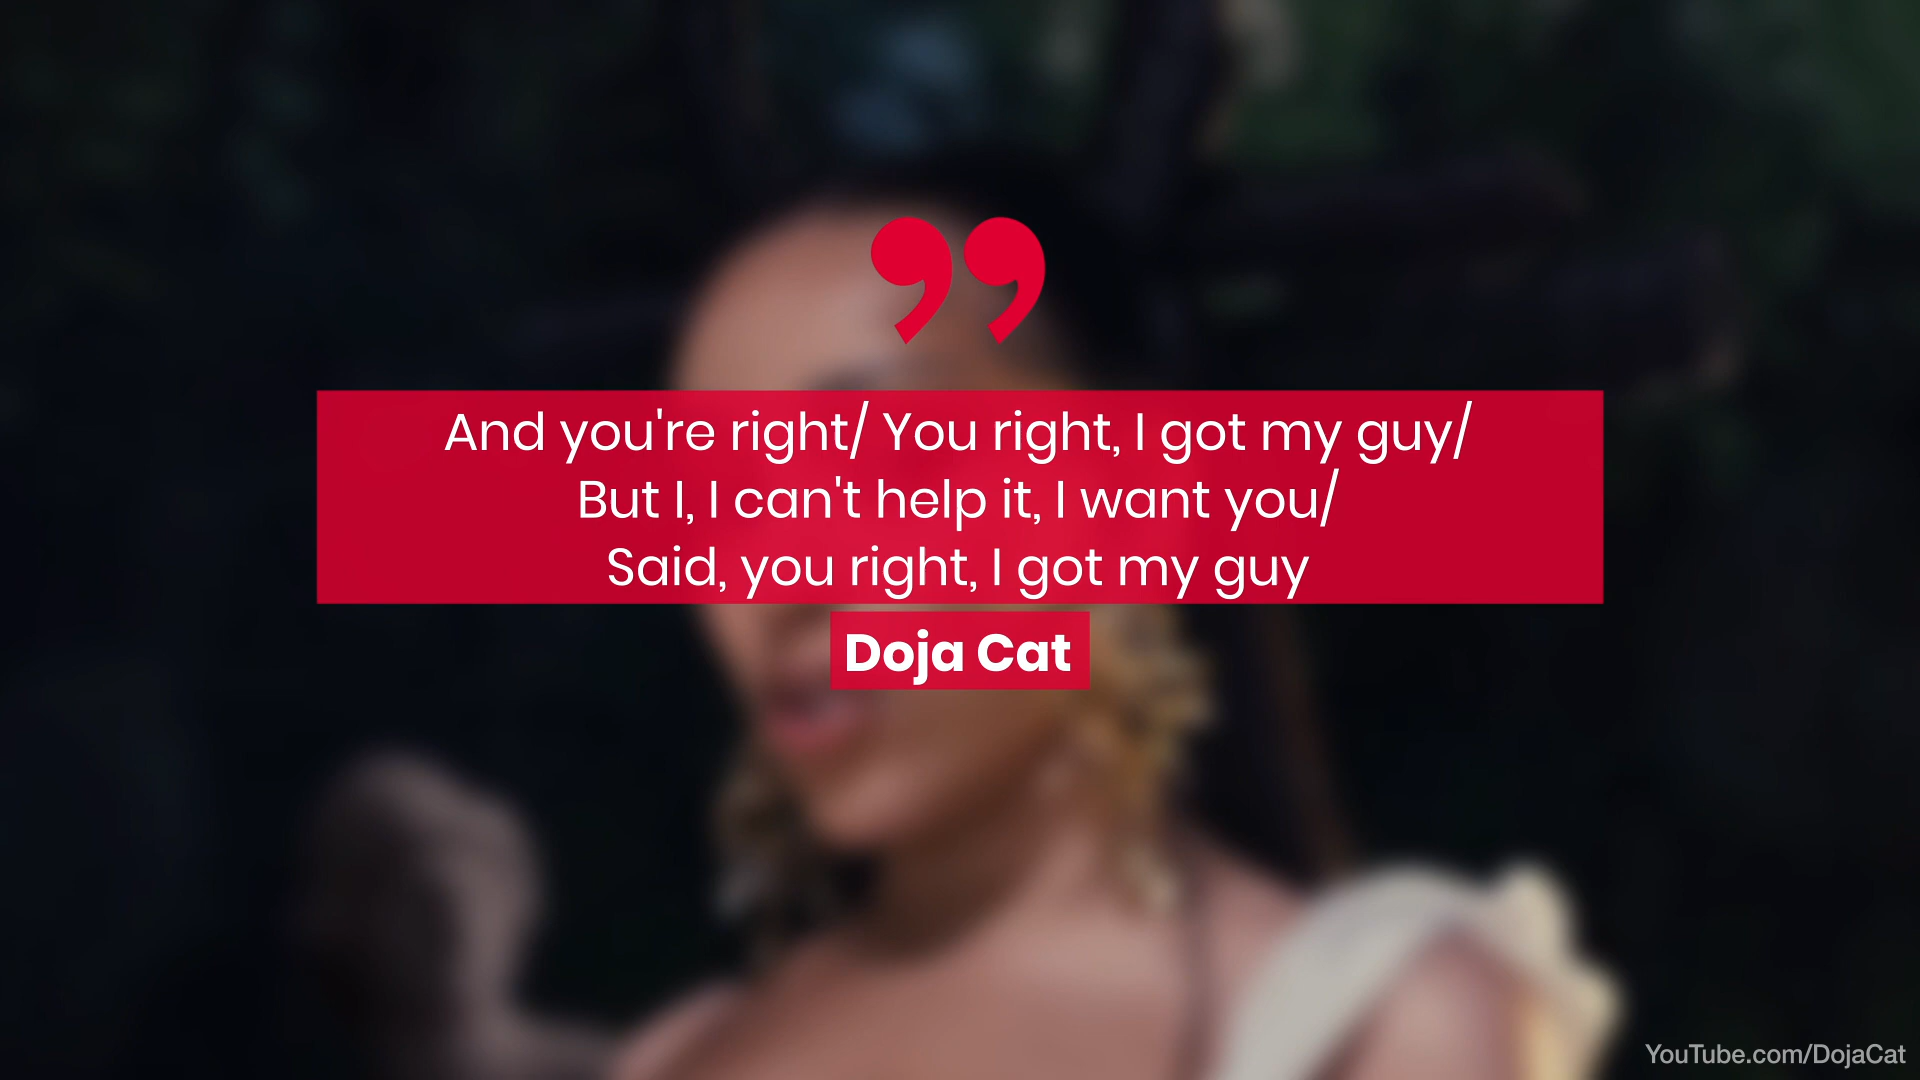 ”
And you're right/ You right, I got my guy/
But I, I can't help it, I want you/
Said, you right, I got my guy
Doja Cat
YouTube.com/DojaCat